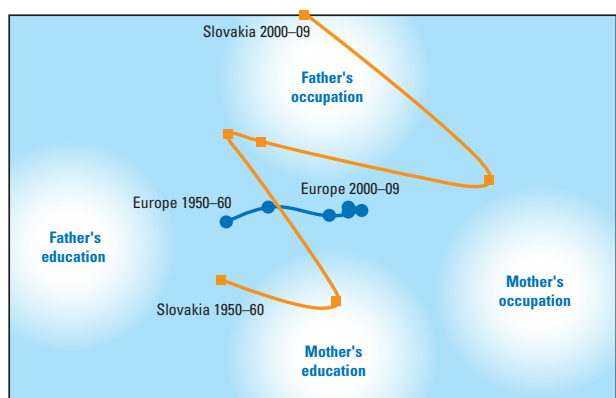 Slovakia 2000–09
Father's
occupation
Europe 1950–60
Europe 2000–09
Father's
education
Mother's
occupation
Slovakia 1950–60
Mother's
education